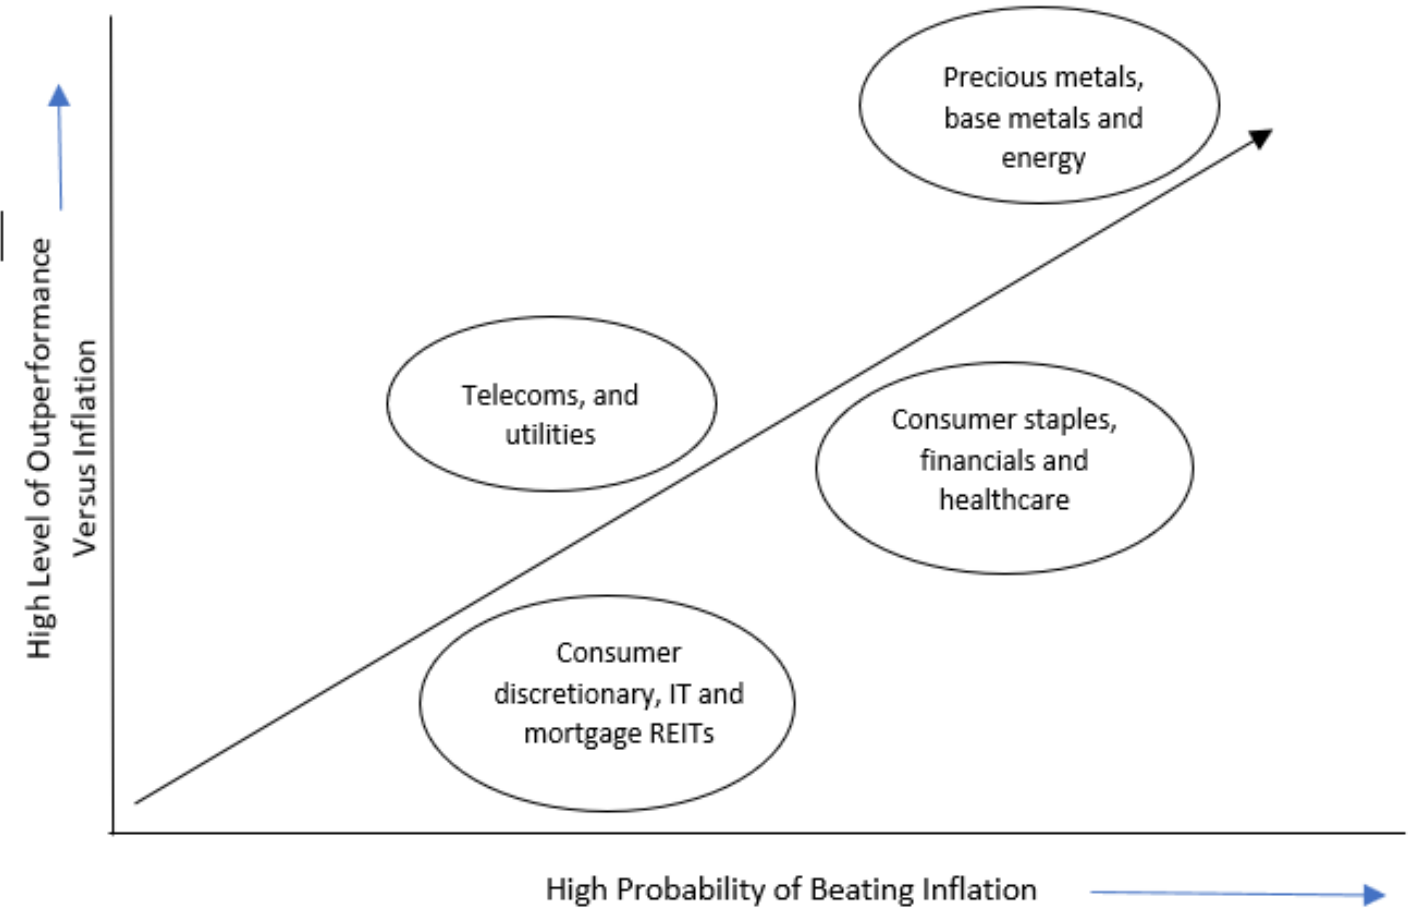 Precious metals,
base metals and
energy
High Level of Outperformance
Versus Inflation
Telecoms, and
utilities
Consumer staples,
financials and
healthcare
Consumer
discretionary, IT and
mortgage REITs
High Probability of Beating Inflation